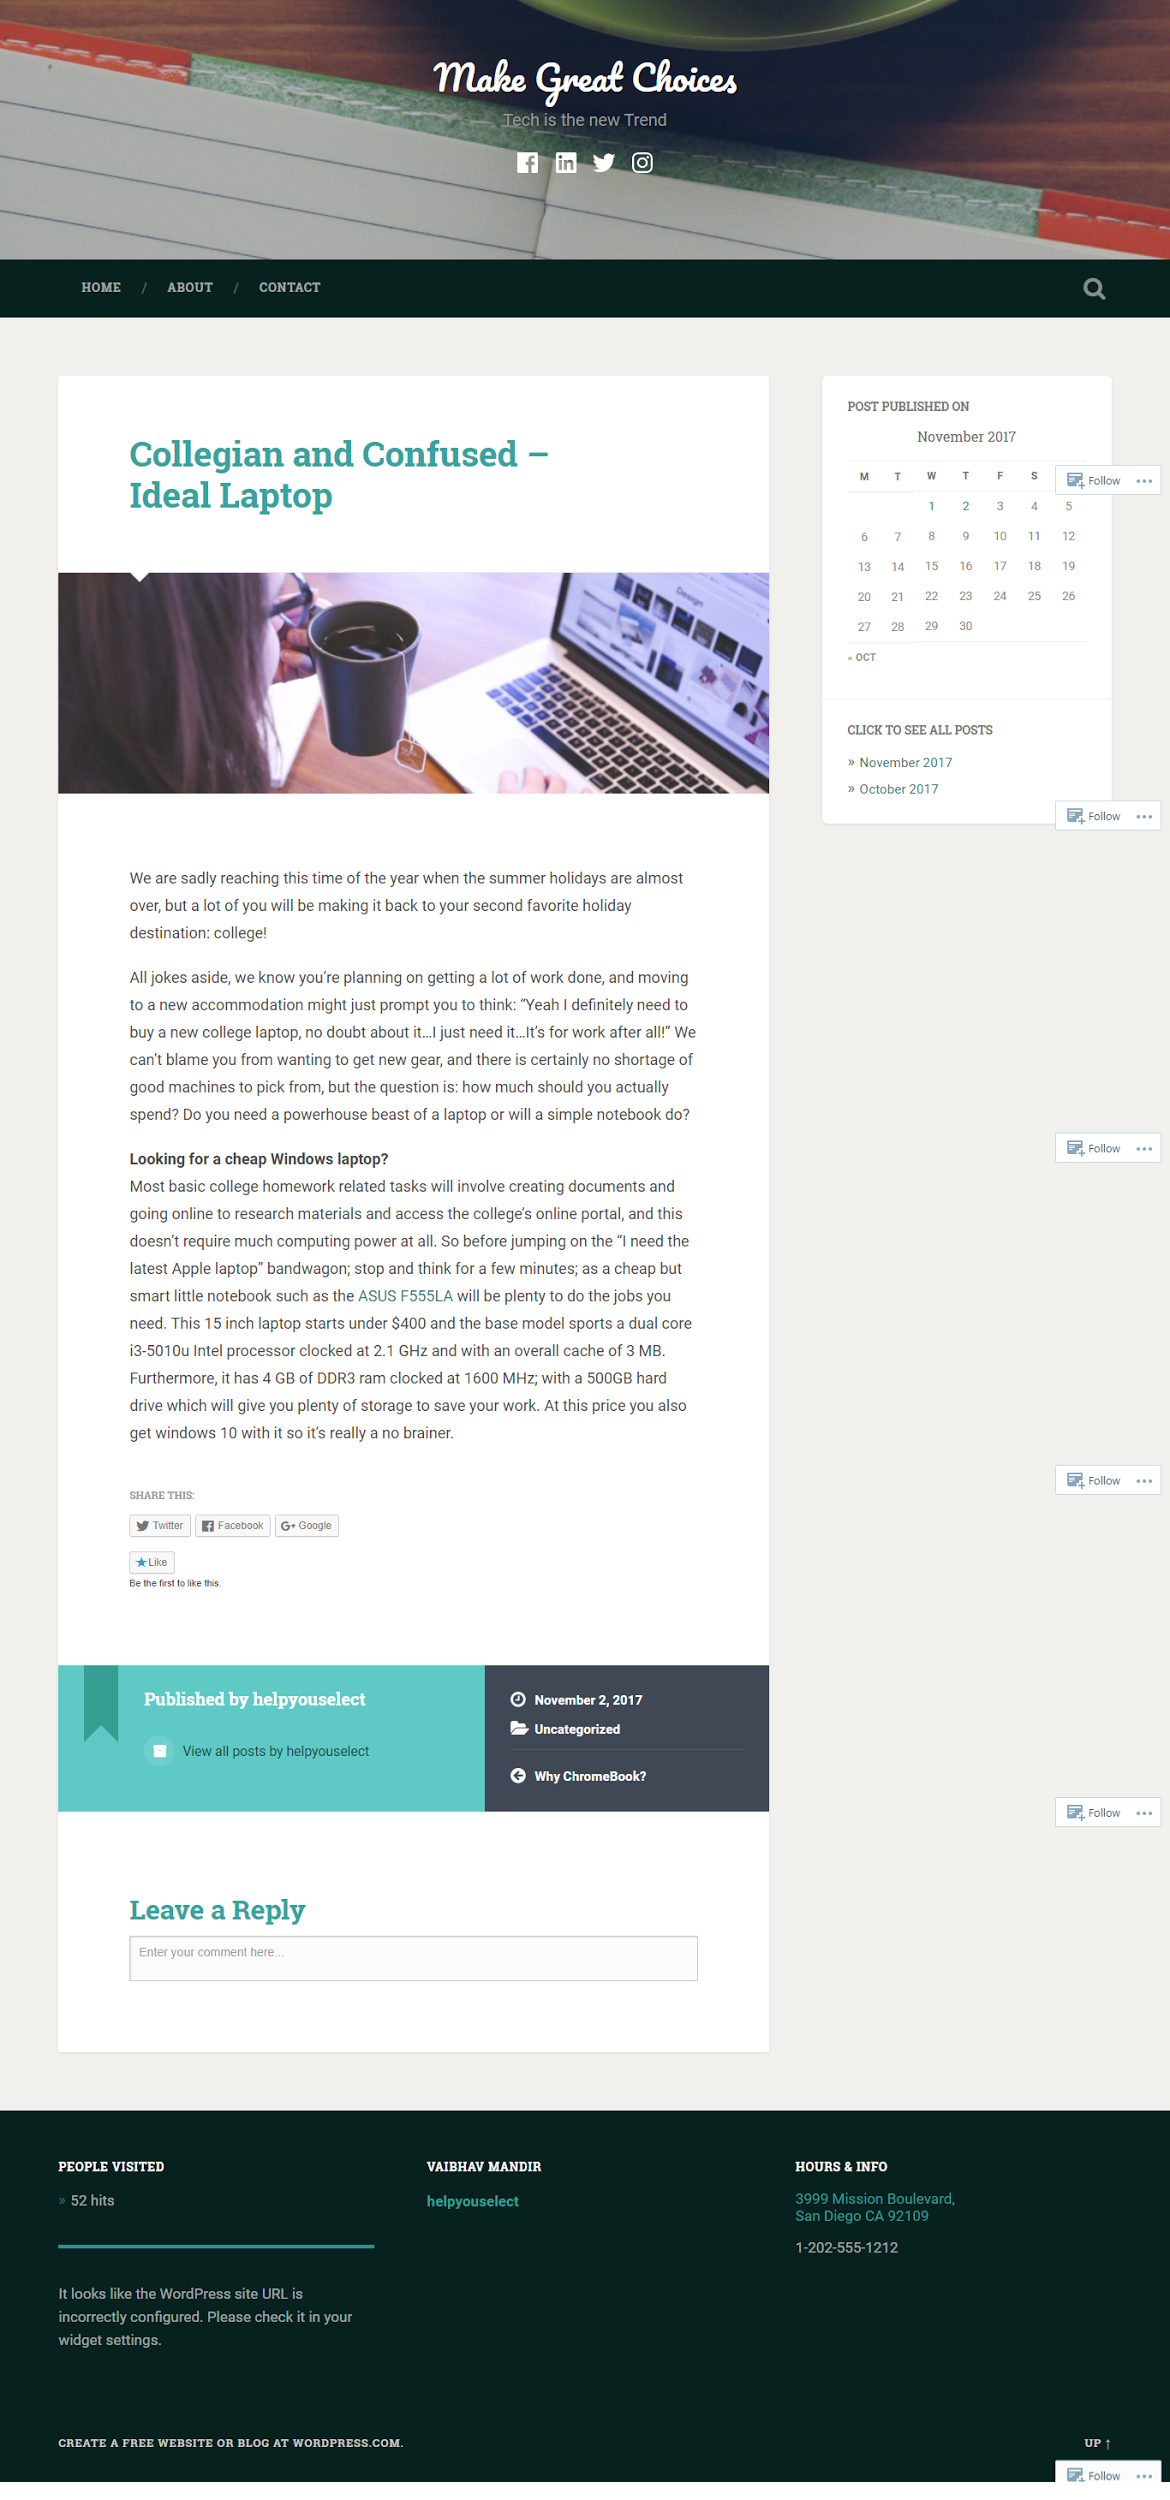 Make Great Choices
Tech is the new Trend
HOME / ABOUT / CONTACT
Collegian and Confused –
Ideal Laptop
Design
We are sadly reaching this time of the year when the summer holidays are almost
over, but a lot of you will be making it back to your second favorite holiday
destination: college!
All jokes aside, we know you’re planning on getting a lot of work done, and moving
to a new accommodation might just prompt you to think: “Yeah I definitely need to
buy a new college laptop, no doubt about it…I just need it…It’s for work after all!” We
can’t blame you from wanting to get new gear, and there is certainly no shortage of
good machines to pick from, but the question is: how much should you actually
spend? Do you need a powerhouse beast of a laptop or will a simple notebook do?
Looking for a cheap Windows laptop?
Most basic college homework related tasks will involve creating documents and
going online to research materials and access the college’s online portal, and this
doesn’t require much computing power at all. So before jumping on the “I need the
latest Apple laptop” bandwagon; stop and think for a few minutes; as a cheap but
smart little notebook such as the ASUS F555LA will be plenty to do the jobs you
need. This 15 inch laptop starts under $400 and the base model sports a dual core
i3-5010u Intel processor clocked at 2.1 GHz and with an overall cache of 3 MB.
Furthermore, it has 4 GB of DDR3 ram clocked at 1600 MHz; with a 500GB hard
drive which will give you plenty of storage to save your work. At this price you also
get windows 10 with it so it’s really a no brainer.
SHARE THIS:
Twitter Facebook Google
Like
Be the first to like this.
Published by helpyouselect
View all posts by helpyouselect
November 2, 2017
Uncategorized
Why ChromeBook?
Leave a Reply
Enter your comment here...
POST PUBLISHED ON
November 2017
M T W T F S
1 2 3 4 5
6 7 8 9 10 11 12
13 14 15 16 17 18 19
20 21 22 23 24 25 26
27 28 29 30
« OCT
CLICK TO SEE ALL POSTS
» November 2017
» October 2017
Follow
Follow
Follow
Follow
Follow
PEOPLE VISITED
» 52 hits
It looks like the WordPress site URL is
incorrectly configured. Please check it in your
widget settings.
VAIBHAV MANDIR
helpyouselect
HOURS & INFO
3999 Mission Boulevard,
San Diego CA 92109
1-202-555-1212
CREATE A FREE WEBSITE OR BLOG AT WORDPRESS.COM.
UP ↑
Follow